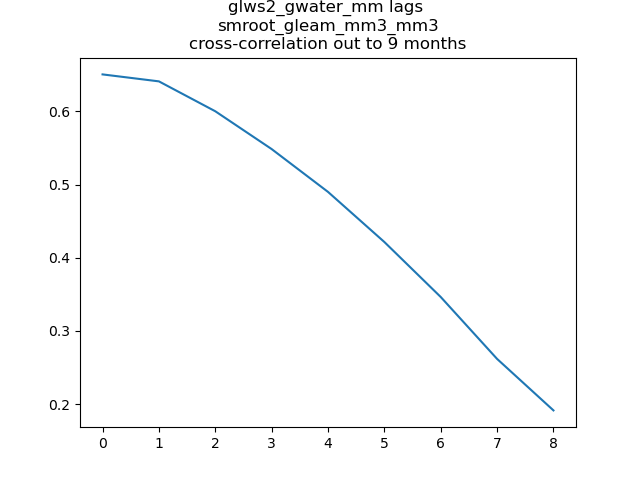 glws2_gwater_mm lags
smroot_gleam_mm3_mm3
cross-correlation out to 9 months
0.6
0.5
0.4
0.3
0.2
0 1 2 3 4 5 6 7 8